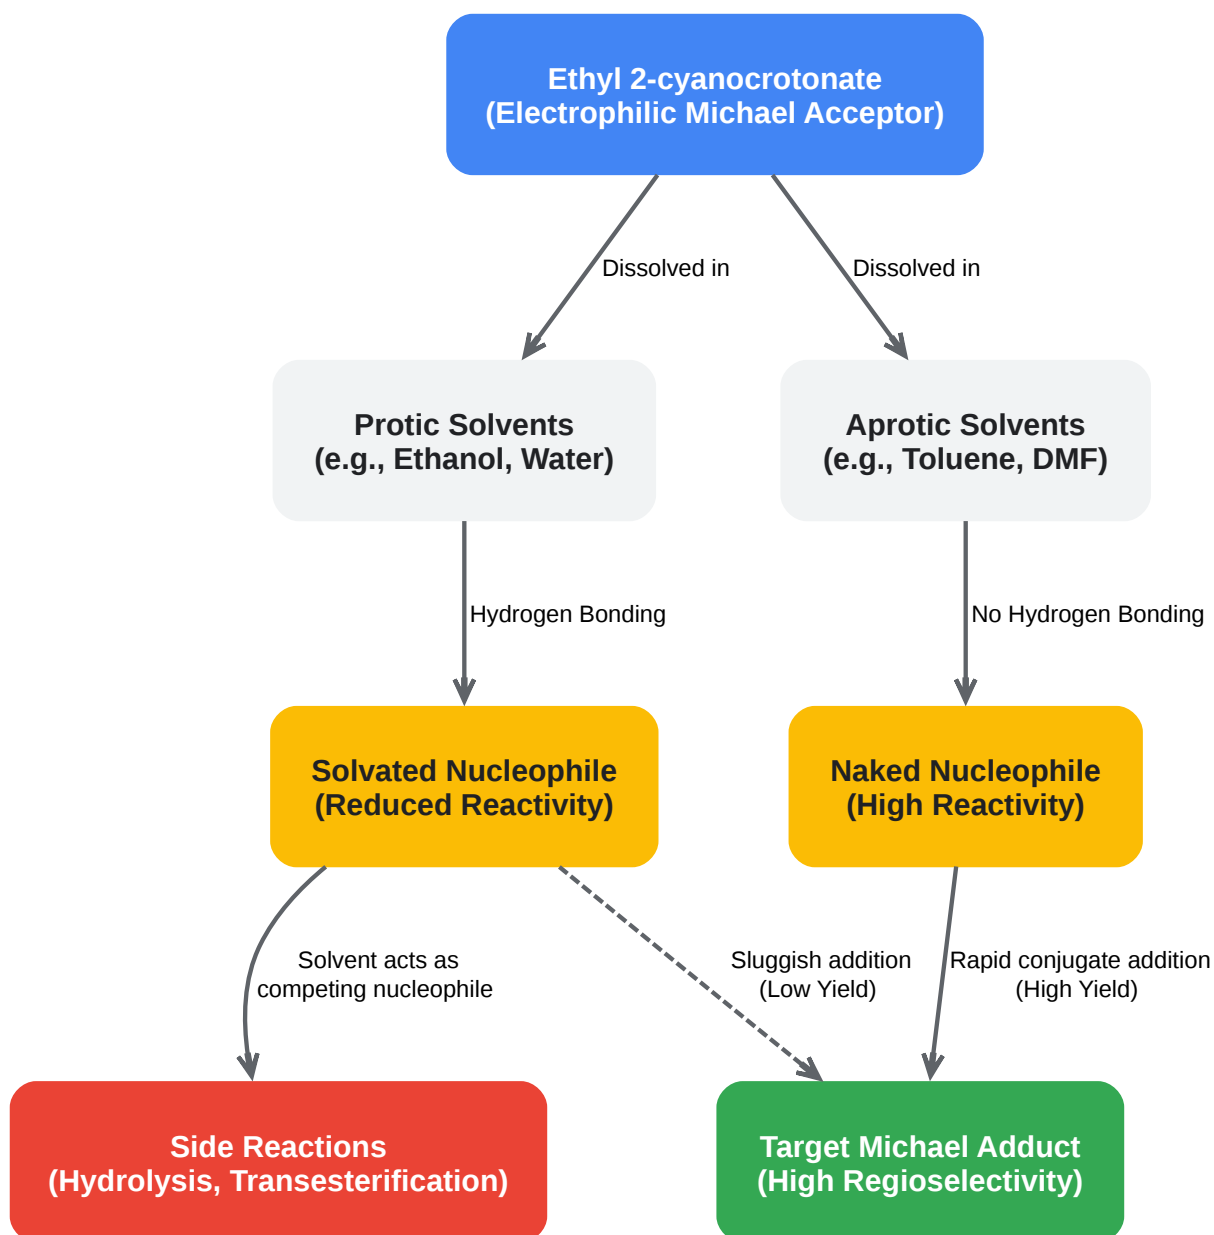 Ethyl 2-cyanocrotonate
(Electrophilic Michael Acceptor)
Dissolved in
Dissolved in
Protic Solvents
(e.g., Ethanol, Water)
Aprotic Solvents
(e.g., Toluene, DMF)
Hydrogen Bonding
No Hydrogen Bonding
Solvated Nucleophile
(Reduced Reactivity)
Naked Nucleophile
(High Reactivity)
Solvent acts as
competing nucleophile
Sluggish addition
(Low Yield)
Rapid conjugate addition
(High Yield)
Side Reactions
(Hydrolysis, Transesterification)
Target Michael Adduct
(High Regioselectivity)